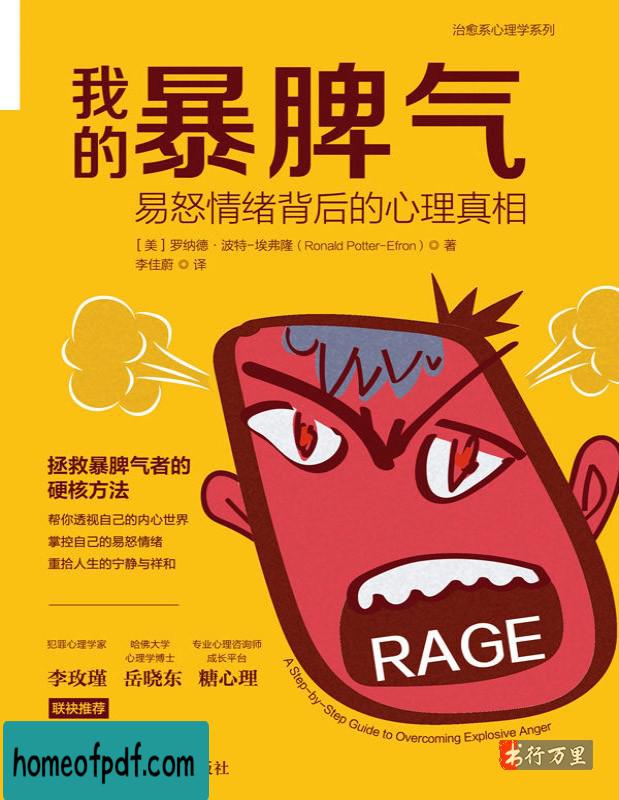 治愈系心理学系列
我的暴脾气
易怒情绪背后的心理真相
［美］罗纳德·波特-埃弗隆（Ronald Potter-Efron）◎ 著
李佳蔚 ◎ 译
拯救暴脾气者的
硬核方法
帮你透视自己的内心世界
掌控自己的易怒情绪
重拾人生的宁静与祥和
犯罪心理学家
李玫瑾
哈佛大学
心理学博士
岳晓东
专业心理咨询师
成长平台
糖心理
联袂推荐
RAGE
A Step-by-Step Guide to Overcoming Explosive Anger
homeofpdf.com
版社
书行万里